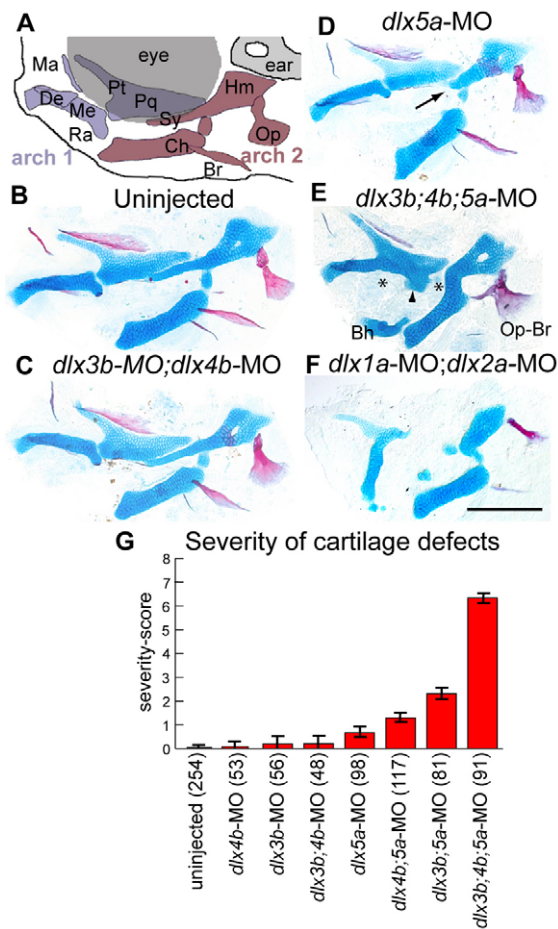 A
eye
ear
Ma
Pt
Hm
De
Pq
Me
Sy
Ra
Op
Ch
arch 1
arch 2
Br
B
Uninjected
C
dlx3b-MO;dlx4b-MO
D
dlx5a-MO
E
dlx3b;4b;5a-MO
*
*
Bh
Op-Br
F
dlx1a-MO;dlx2a-MO
G
Severity of cartilage defects
severity-score
8
7
6
5
4
3
2
1
0
uninjected (254)
dlx4b-MO (53)
dlx3b-MO (56)
dlx3b;4b-MO (48)
dlx5a-MO (98)
dlx4b;5a-MO (117)
dlx3b;5a-MO (81)
dlx3b;4b;5a-MO (91)